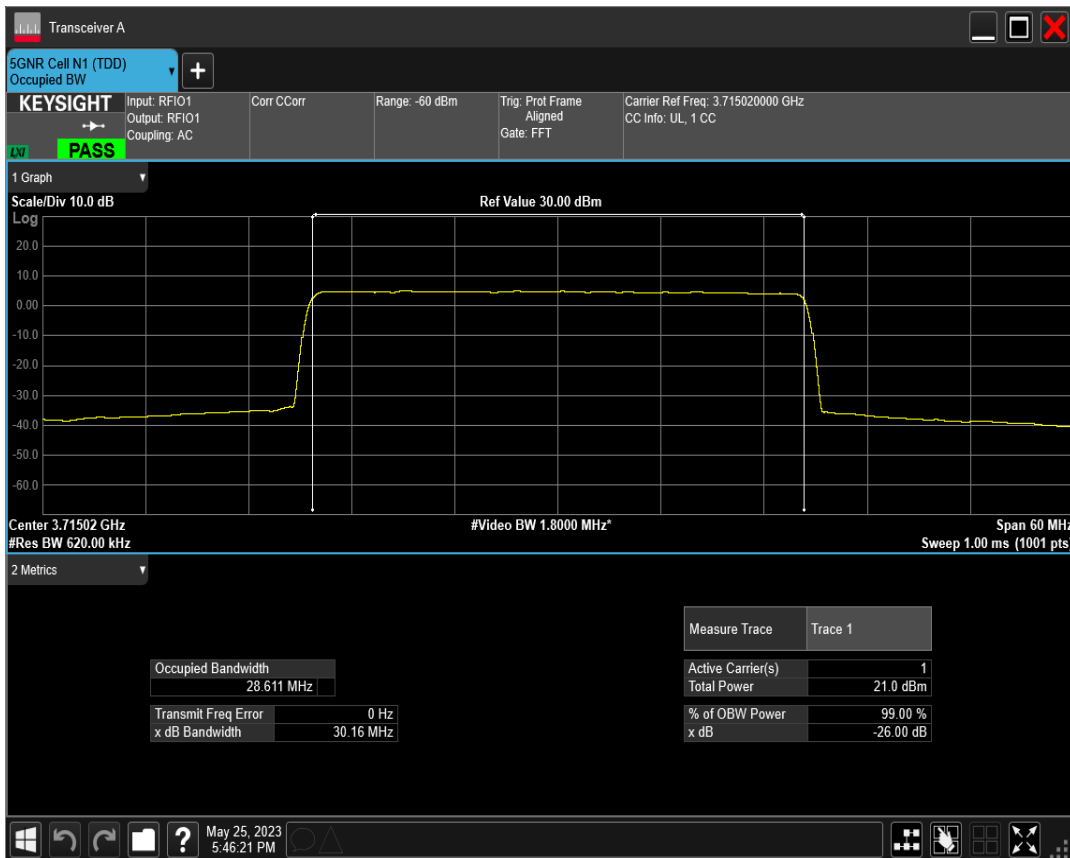 Transceiver A
5GNR Cell N1 (TDD)
Occupied BW
+
KEYSIGHT
LXI
PASS
Input: RFIO1
Output: RFIO1
Coupling: AC
Corr CCorr
Range: -60 dBm
Trig: Prot Frame
Aligned
Gate: FFT
Carrier Ref Freq: 3.715020000 GHz
CC Info: UL, 1 CC
1 Graph
Scale/Div 10.0 dB
Ref Value 30.00 dBm
Log
20.0
10.0
0.00
-10.0
-20.0
-30.0
-40.0
-50.0
-60.0
Center 3.71502 GHz
#Video BW 1.8000 MHz*
Span 60 MHz
#Res BW 620.00 kHz
Sweep 1.00 ms (1001 pts)
2 Metrics
Measure Trace
Trace 1
Occupied Bandwidth
28.611 MHz
Active Carrier(s)
1
Total Power
21.0 dBm
Transmit Freq Error
0 Hz
x dB Bandwidth
30.16 MHz
% of OBW Power
99.00 %
x dB
-26.00 dB
?
May 25, 2023
5:46:21 PM